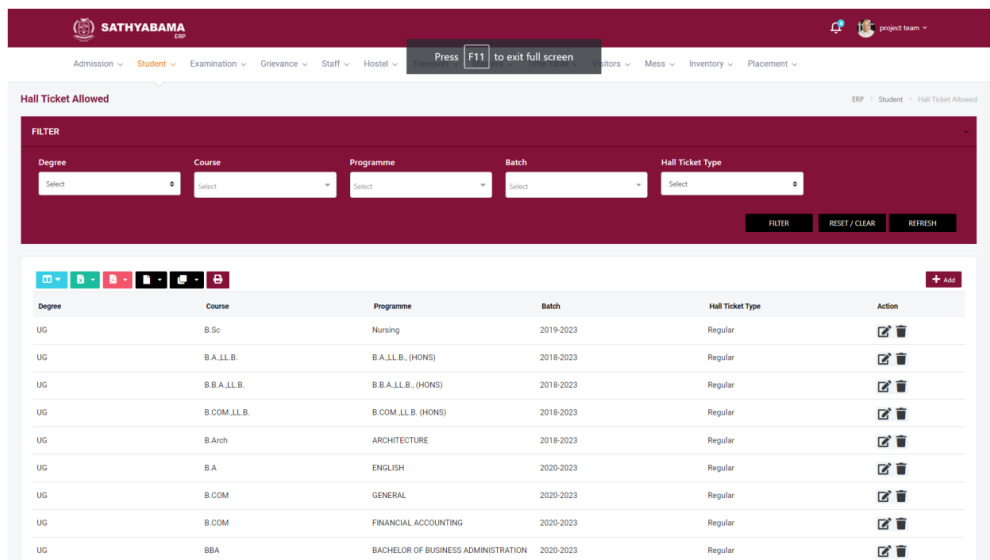 SATHYABAMA
ERP
4
project team
Press F11 to exit full screen
Admission Student Examination Grievance Staff Hostel Visitors Mess Inventory Placement
Hall Ticket Allowed
ERP Student Hall Ticket Allowed
FILTER
Degree Course Programme Batch Hall Ticket Type
Select Select Select Select Select
FILTER RESET / CLEAR REFRESH
+ Add
Degree Course Programme Batch Hall Ticket Type Action
UG B.Sc Nursing 2019-2023 Regular
UG B.A.,LL.B. B.A.,LL.B., (HONS) 2018-2023 Regular
UG B.B.A.,LL.B. B.B.A.,LL.B., (HONS) 2018-2023 Regular
UG B.COM.,LL.B. B.COM.,LL.B. (HONS) 2018-2023 Regular
UG B.Arch ARCHITECTURE 2018-2023 Regular
UG B.A ENGLISH 2020-2023 Regular
UG B.COM GENERAL 2020-2023 Regular
UG B.COM FINANCIAL ACCOUNTING 2020-2023 Regular
UG BBA BACHELOR OF BUSINESS ADMINISTRATION 2020-2023 Regular